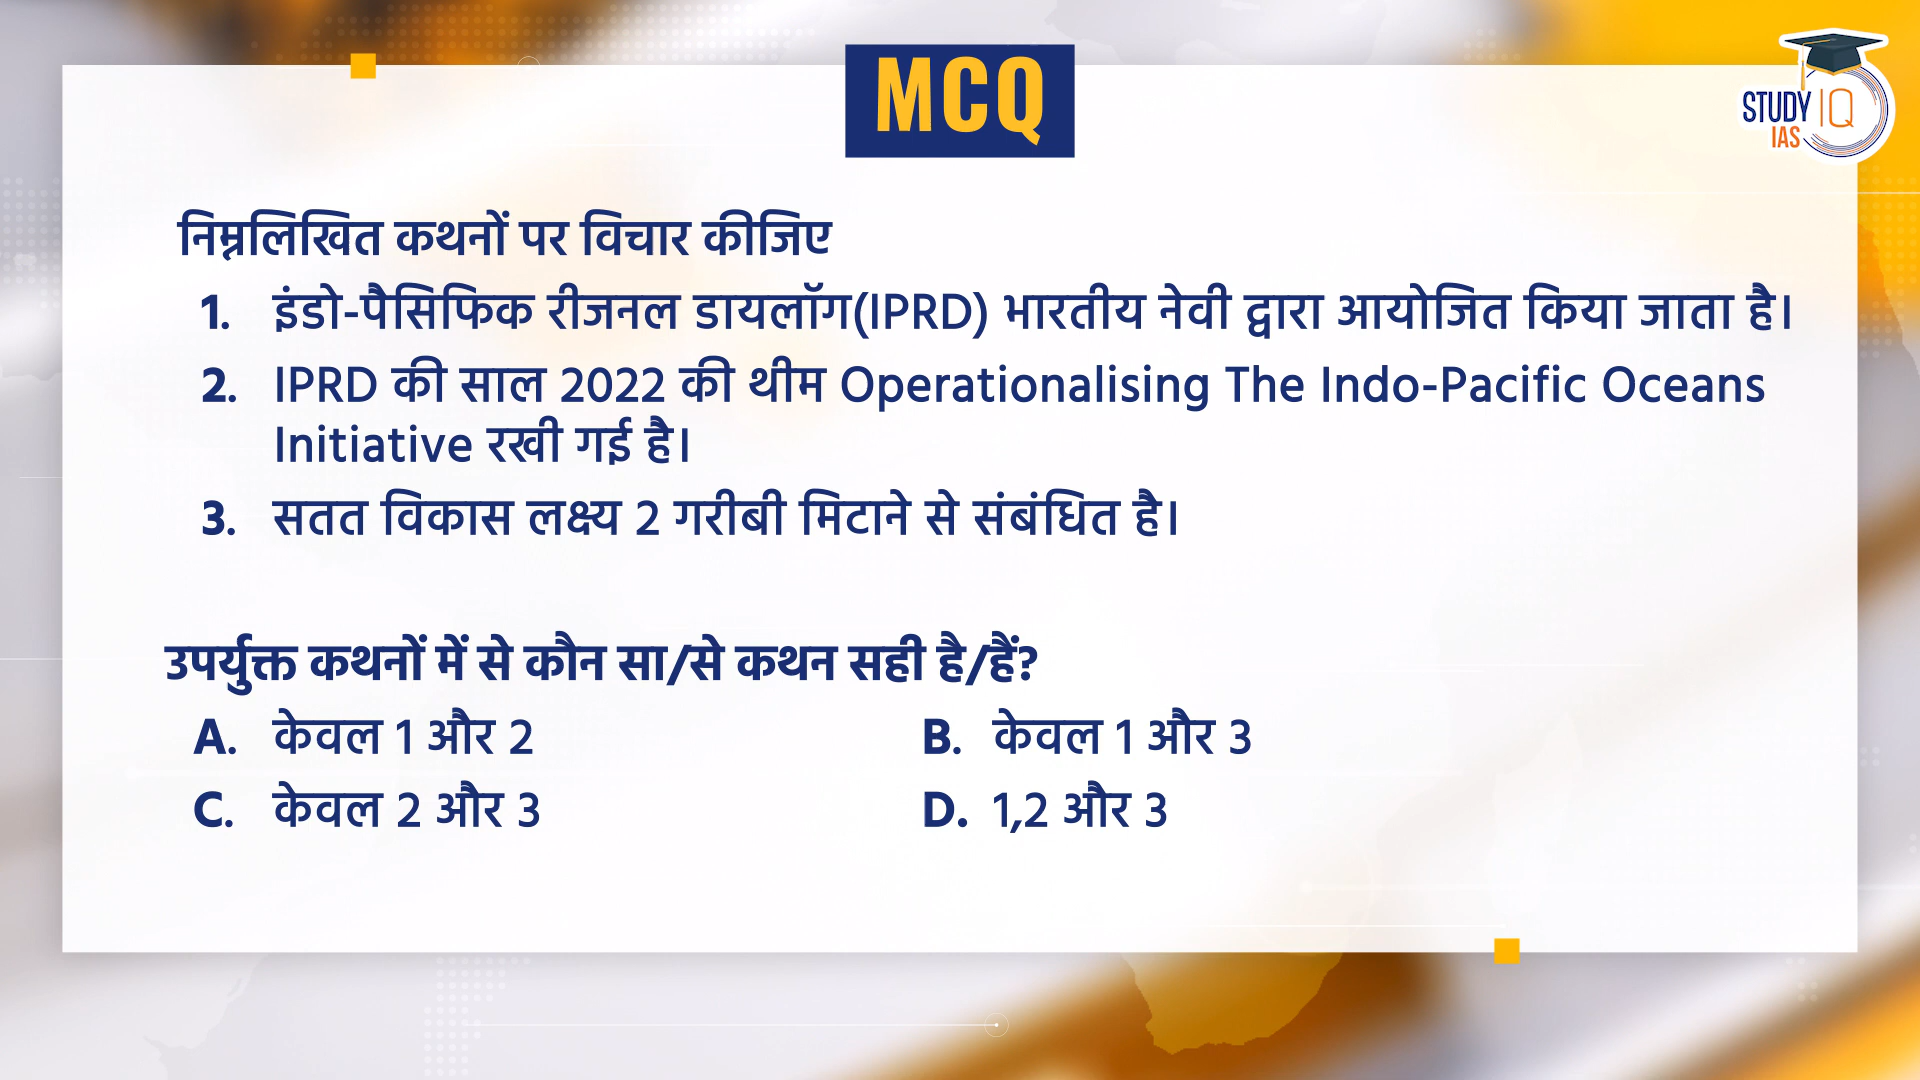 MCQ
STUDY IQ
IAS
निम्नलिखित कथनों पर विचार कीजिए
1. इंडो-पैसिफिक रीजनल डायलॉग(IPRD) भारतीय नेवी द्वारा आयोजित किया जाता है।
2. IPRD की साल 2022 की थीम Operationalising The Indo-Pacific Oceans
Initiative रखी गई है।
3. सतत विकास लक्ष्य 2 गरीबी मिटाने से संबंधित है।
उपर्युक्त कथनों में से कौन सा/से कथन सही है/हैं?
A. केवल 1 और 2 B. केवल 1 और 3
C. केवल 2 और 3 D. 1,2 और 3